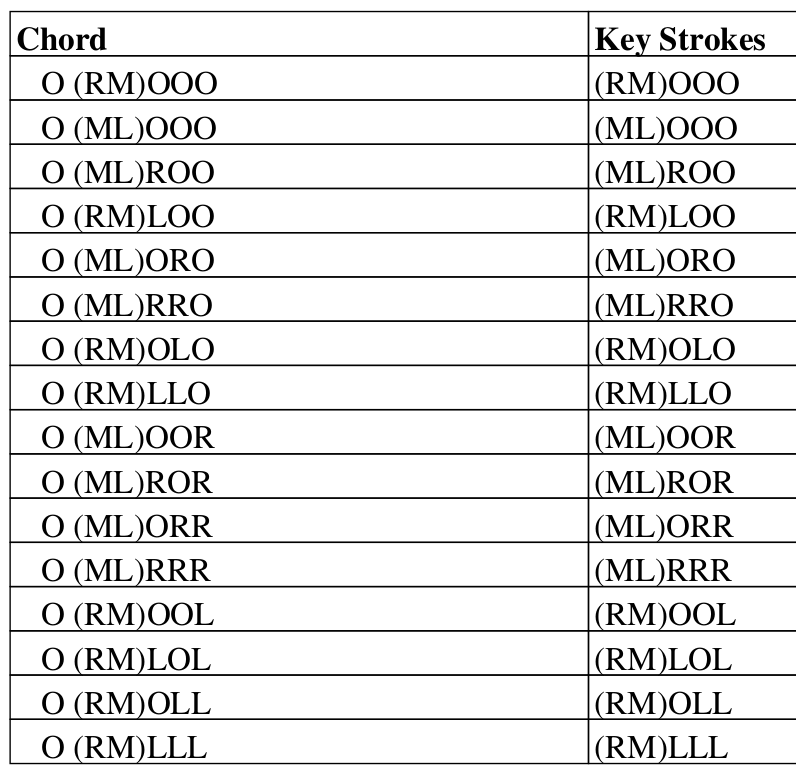 Chord Key Strokes
O (RM)OOO (RM)OOO
O (ML)OOO (ML)OOO
O (ML)ROO (ML)ROO
O (RM)LOO (RM)LOO
O (ML)ORO (ML)ORO
O (ML)RRO (ML)RRO
O (RM)OLO (RM)OLO
O (RM)LLO (RM)LLO
O (ML)OOR (ML)OOR
O (ML)ROR (ML)ROR
O (ML)ORR (ML)ORR
O (ML)RRR (ML)RRR
O (RM)OOL (RM)OOL
O (RM)LOL (RM)LOL
O (RM)OLL (RM)OLL
O (RM)LLL (RM)LLL